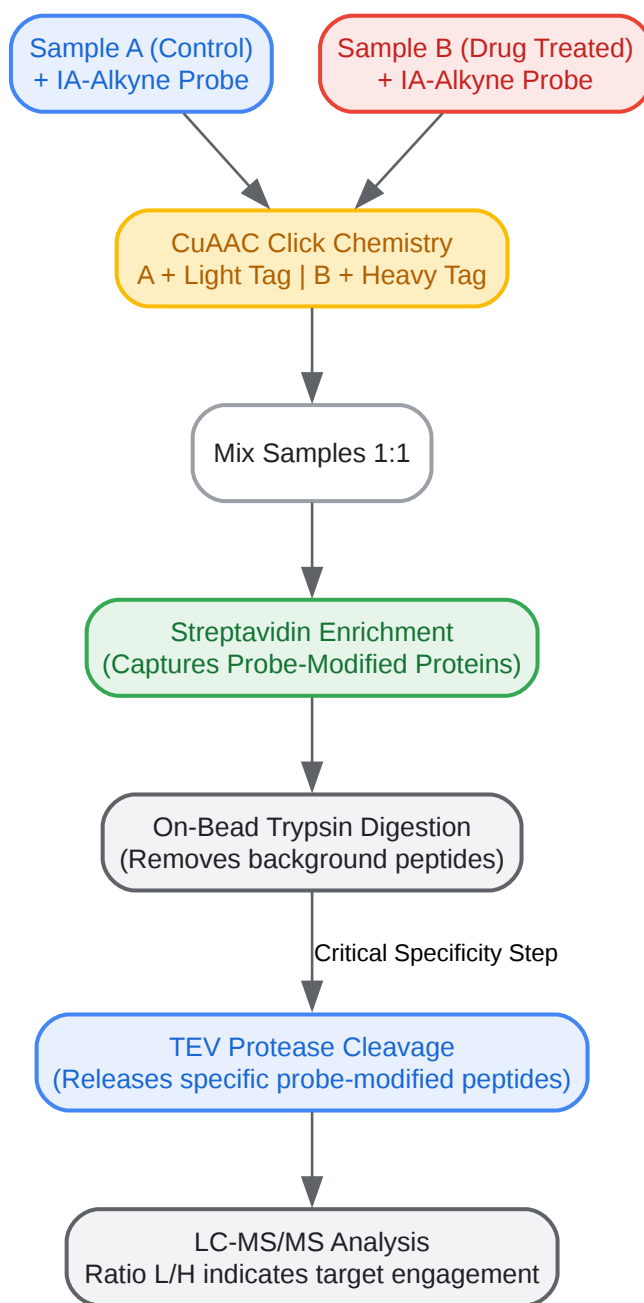 Sample A (Control)
+ IA-Alkyne Probe
Sample B (Drug Treated)
+ IA-Alkyne Probe
CuAAC Click Chemistry
A + Light Tag | B + Heavy Tag
Mix Samples 1:1
Streptavidin Enrichment
(Captures Probe-Modified Proteins)
On-Bead Trypsin Digestion
(Removes background peptides)
Critical Specificity Step
TEV Protease Cleavage
(Releases specific probe-modified peptides)
LC-MS/MS Analysis
Ratio L/H indicates target engagement